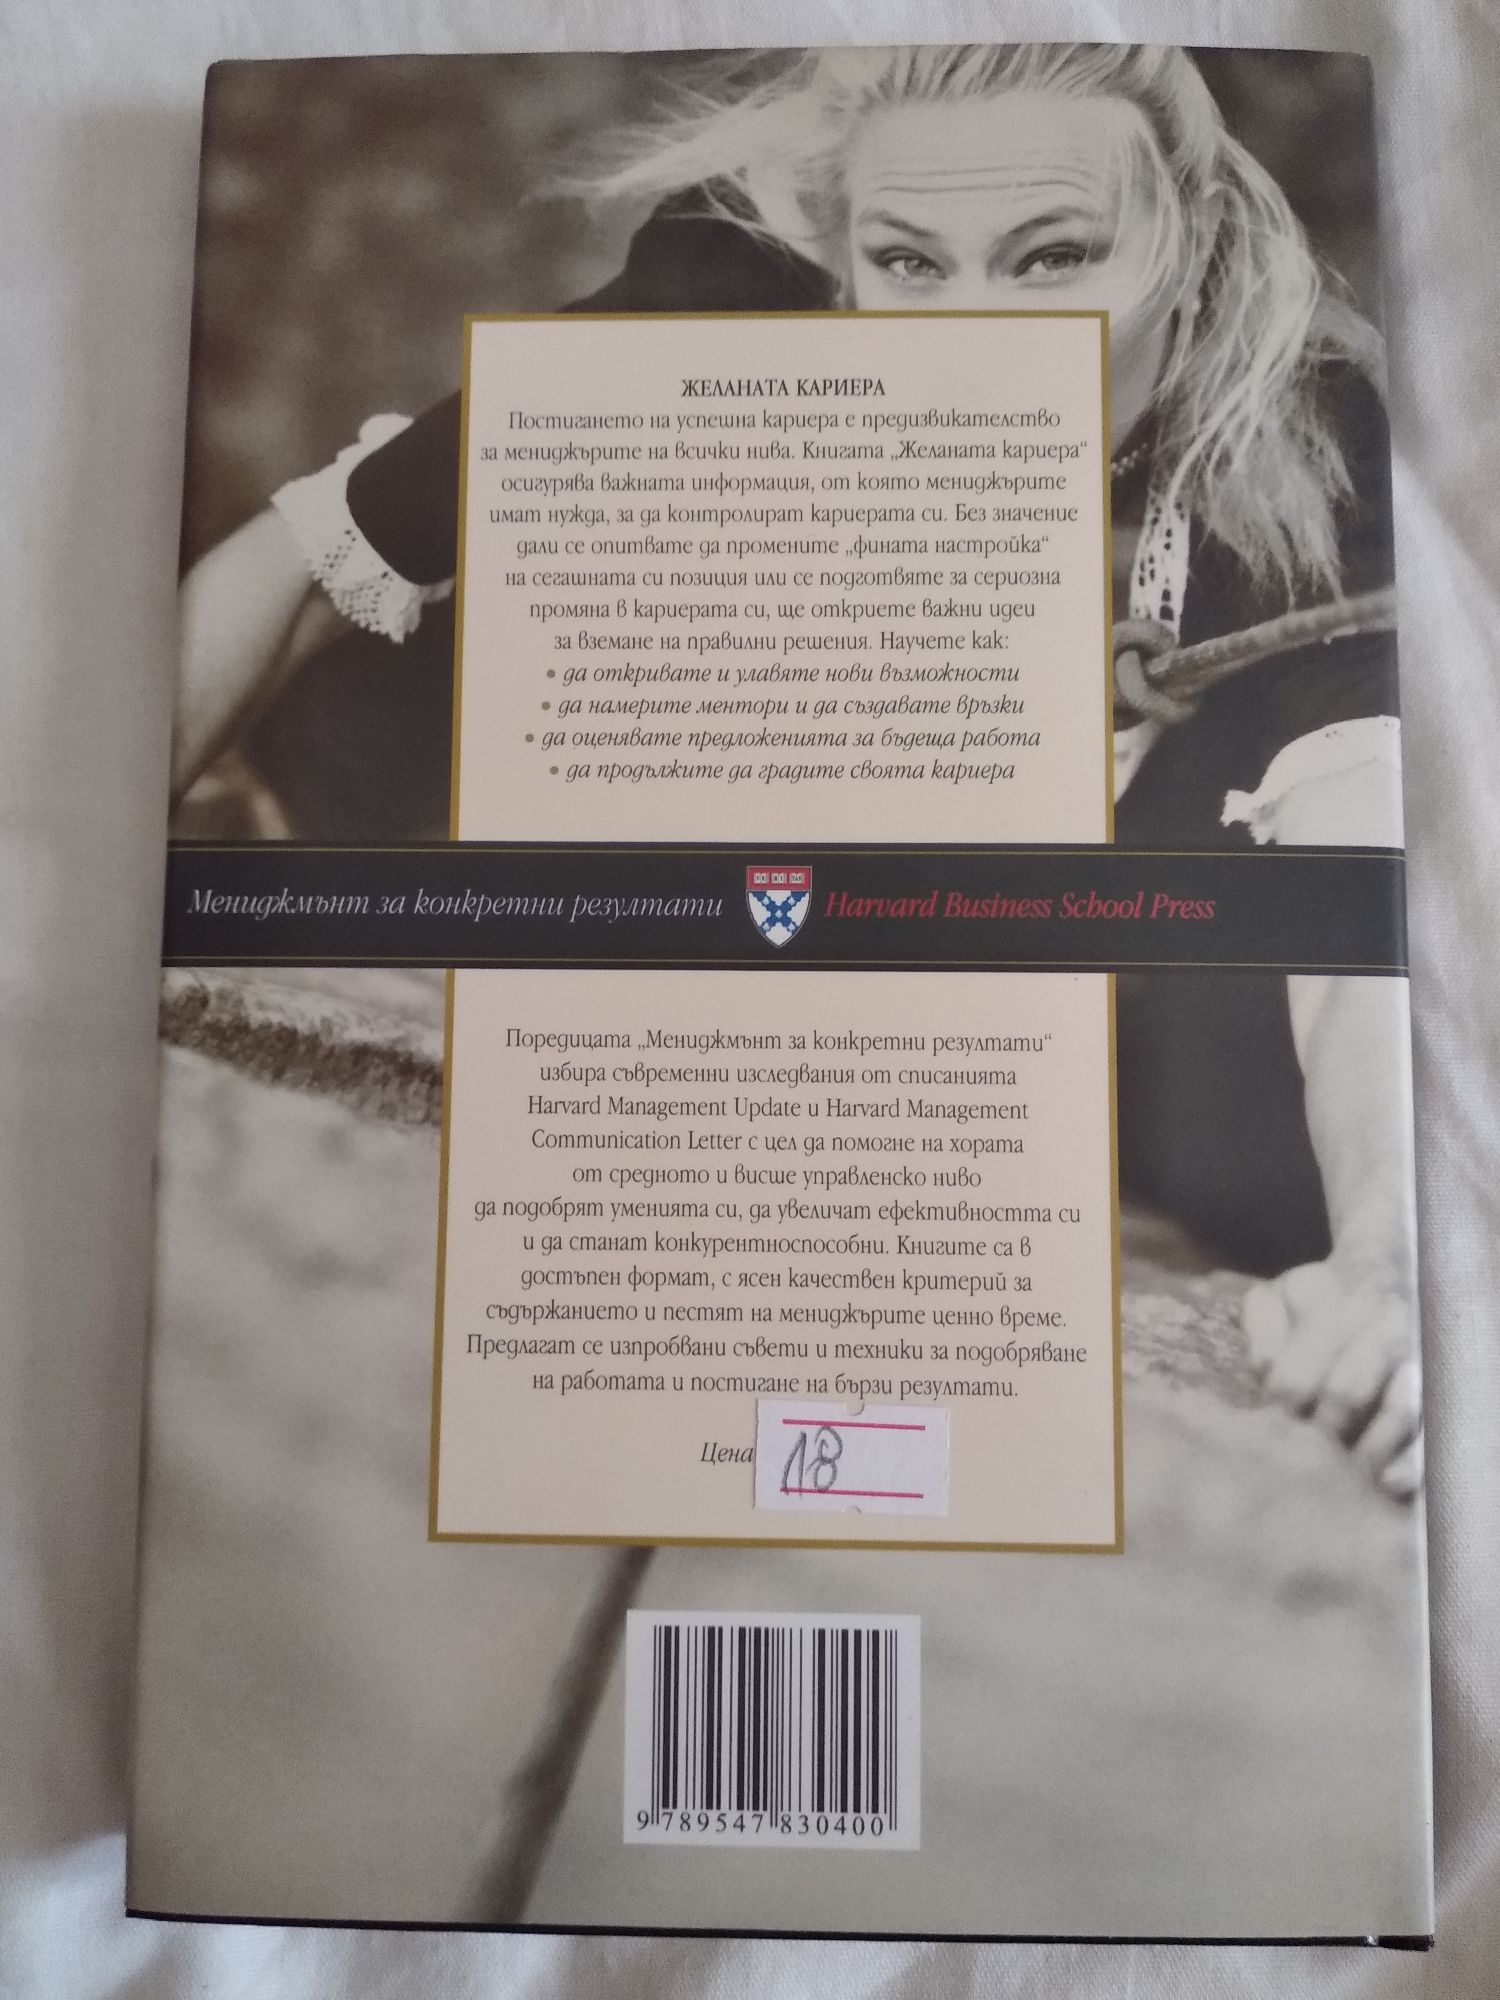 ЖЕЛАНАТА КАРИЕРА
Постигането на успешна кариера е предизвикателство
за мениджърите на всички нива. Книгата „Желаната кариера“
осигурява важната информация, от която мениджърите
имат нужда, за да контролират кариерата си. Без значение
дали се опитвате да промените „фината настройка“
на сегашната си позиция или се подготвяте за сериозна
промяна в кариерата си, ще откриете важни идеи
за вземане на правилни решения. Научете как:
• да откривате и улавяте нови възможности
• да намерите ментори и да създавате връзки
• да оценявате предложенията за бъдеща работа
• да продължите да градите своята кариера
Мениджмънт за конкретни резултати Harvard Business School Press
Поредицата „Мениджмънт за конкретни резултати“
избира съвременни изследвания от списанията
Harvard Management Update и Harvard Management
Communication Letter с цел да помогне на хората
от средното и висше управленско ниво
да подобрят уменията си, да увеличат ефективността си
и да станат конкурентноспособни. Книгите са в
достъпен формат, с ясен качествен критерий за
съдържанието и пестят на мениджърите ценно време.
Предлагат се изпробвани съвети и техники за подобряване
на работата и постигане на бързи резултати.
Цена 18
9 789547 830400